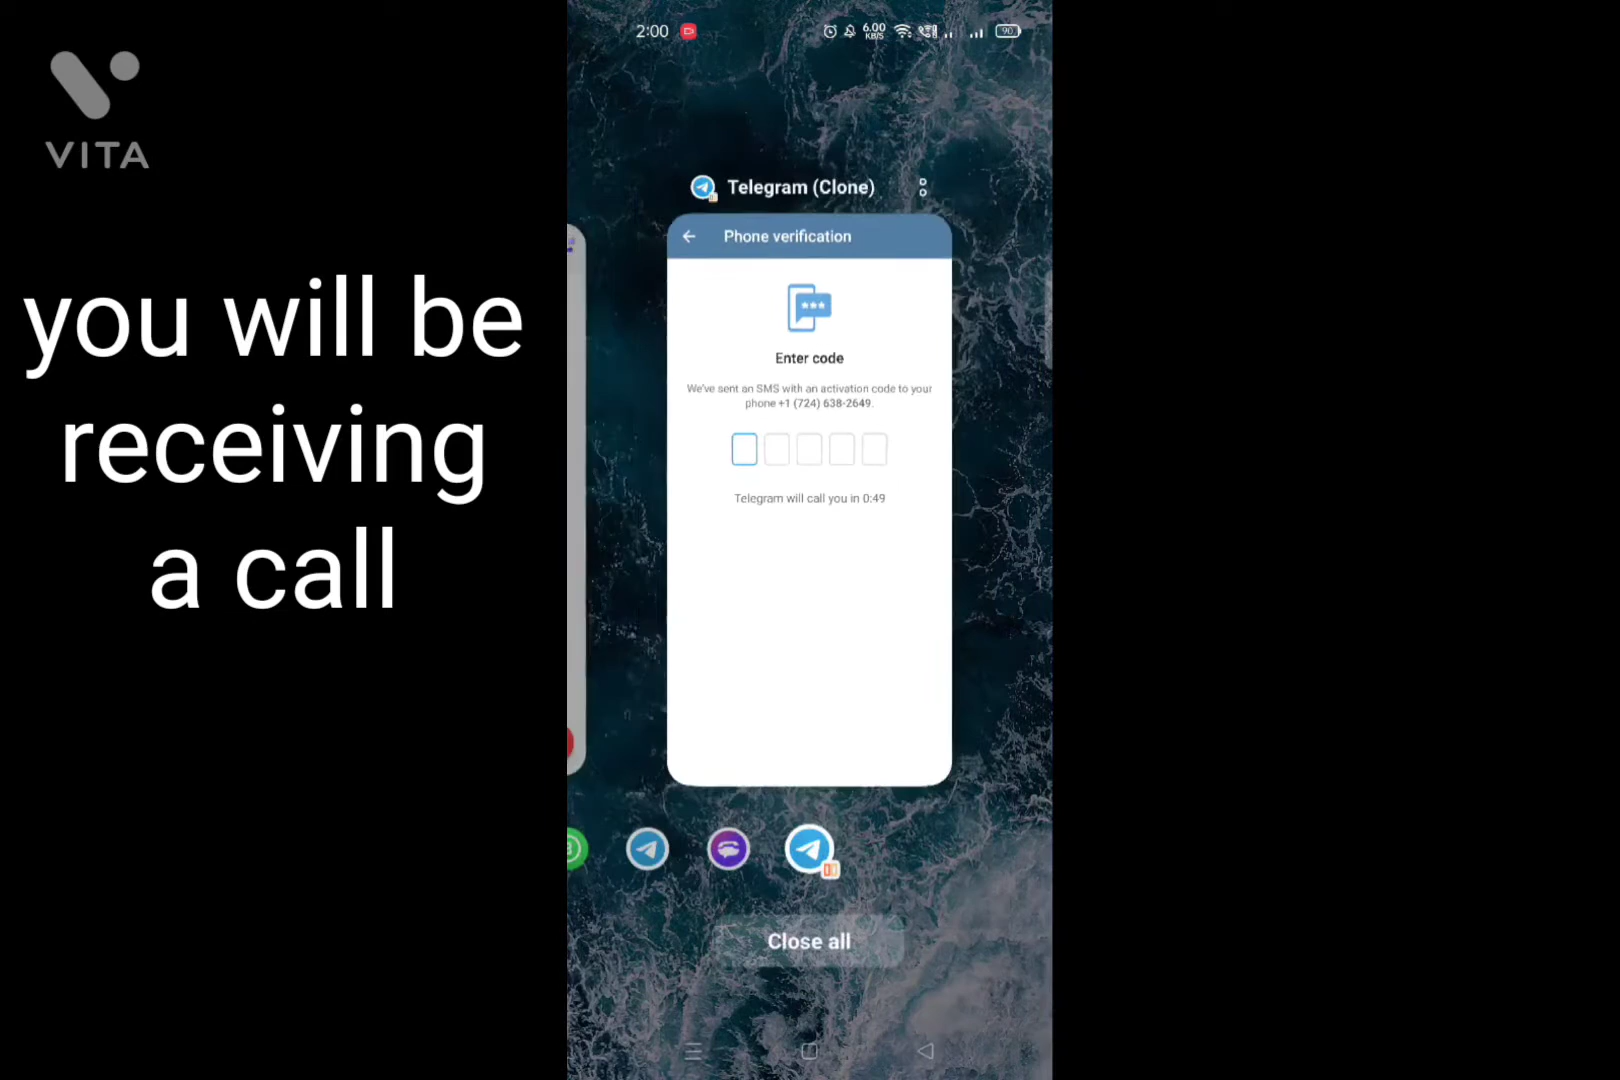 VITA
you will be
receiving
a call
2:00
6.00
KB/S
90
Telegram (Clone)
Phone verification
Enter code
We've sent an SMS with an activation code to your
phone +1 (724) 638-2649.
Telegram will call you in 0:49
Close all